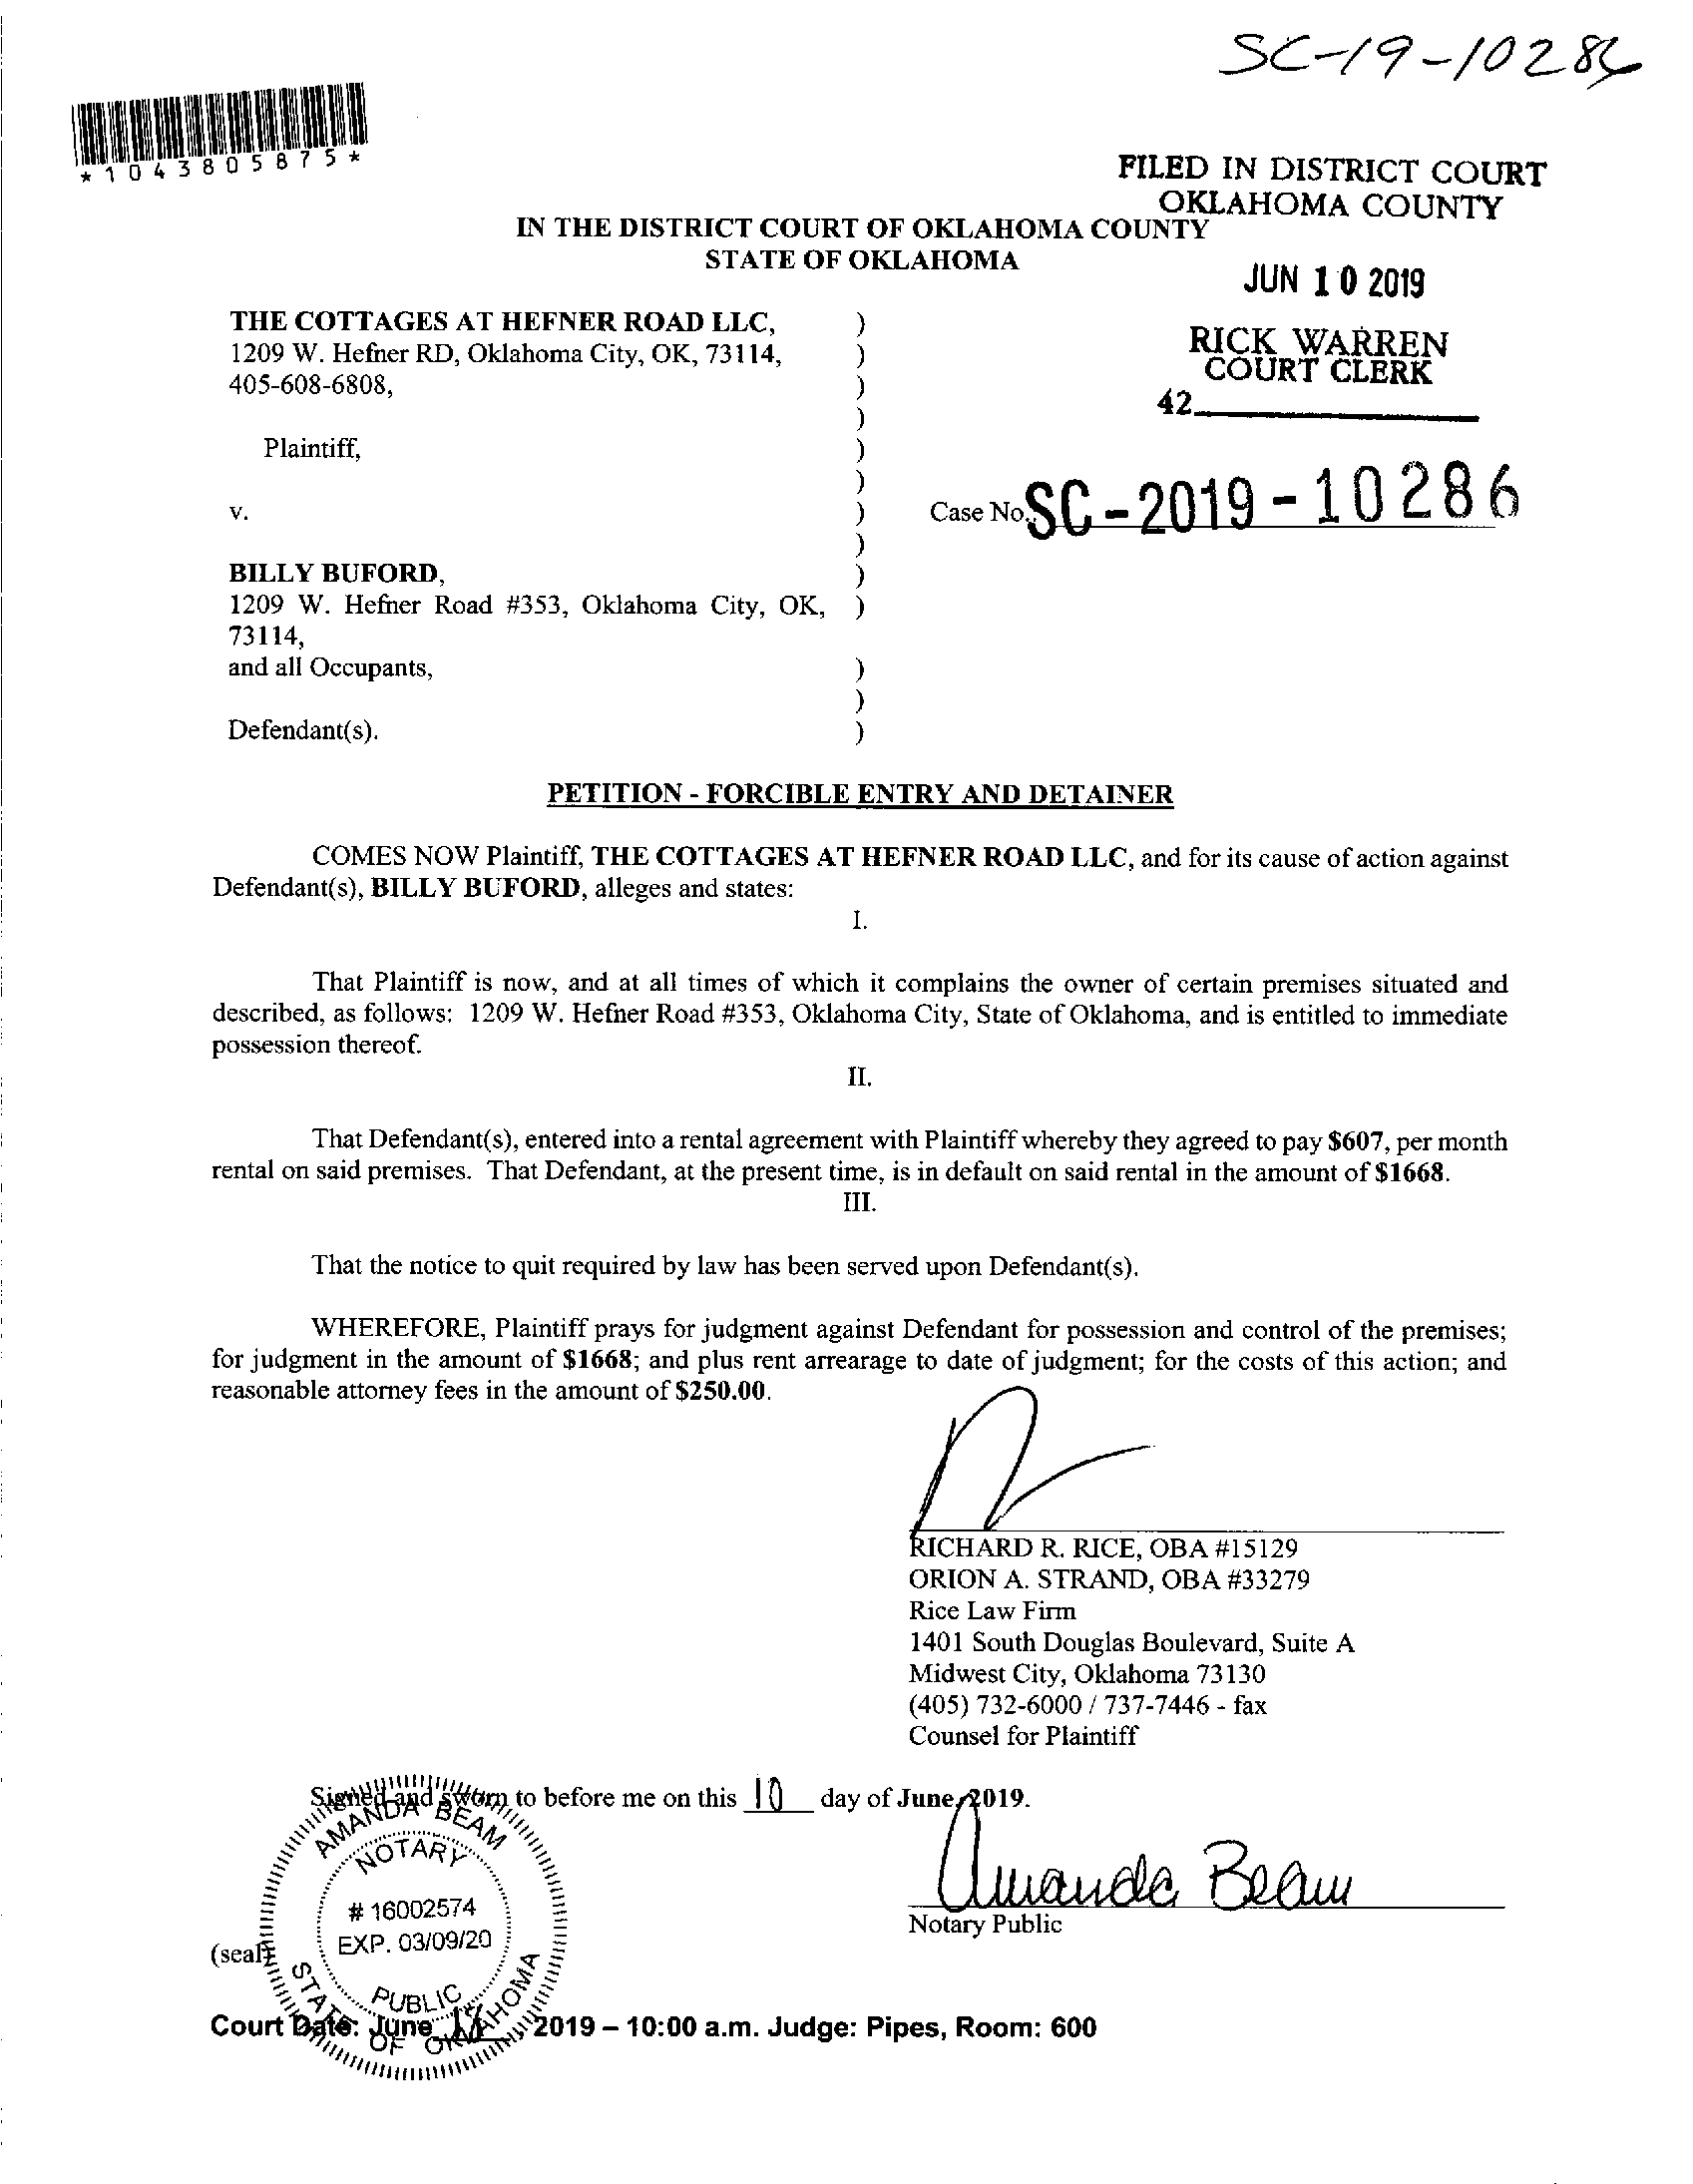 SC-19-10286
*1043805875*
FILED IN DISTRICT COURT
OKLAHOMA COUNTY
IN THE DISTRICT COURT OF OKLAHOMA COUNTY
STATE OF OKLAHOMA
JUN 10 2019
RICK WARREN
COURT CLERK
42
THE COTTAGES AT HEFNER ROAD LLC, )
1209 W. Hefner RD, Oklahoma City, OK, 73114, )
405-608-6808, )
)
Plaintiff, )
)
v. ) Case No. SC-2019-10286
)
BILLY BUFORD, )
1209 W. Hefner Road #353, Oklahoma City, OK, )
73114,
and all Occupants, )
)
Defendant(s). )
PETITION - FORCIBLE ENTRY AND DETAINER
COMES NOW Plaintiff, THE COTTAGES AT HEFNER ROAD LLC, and for its cause of action against
Defendant(s), BILLY BUFORD, alleges and states:
I.
That Plaintiff is now, and at all times of which it complains the owner of certain premises situated and
described, as follows: 1209 W. Hefner Road #353, Oklahoma City, State of Oklahoma, and is entitled to immediate
possession thereof.
II.
That Defendant(s), entered into a rental agreement with Plaintiff whereby they agreed to pay $607, per month
rental on said premises. That Defendant, at the present time, is in default on said rental in the amount of $1668.
III.
That the notice to quit required by law has been served upon Defendant(s).
WHEREFORE, Plaintiff prays for judgment against Defendant for possession and control of the premises;
for judgment in the amount of $1668; and plus rent arrearage to date of judgment; for the costs of this action; and
reasonable attorney fees in the amount of $250.00.
RICHARD R. RICE, OBA #15129
ORION A. STRAND, OBA #33279
Rice Law Firm
1401 South Douglas Boulevard, Suite A
Midwest City, Oklahoma 73130
(405) 732-6000 / 737-7446 - fax
Counsel for Plaintiff
Signed and sworn to before me on this 10 day of June, 2019.
AMANDA BEAM
NOTARY
# 16002574
EXP. 03/09/20
PUBLIC
STATE OF OKLAHOMA
Amanda Beam
Notary Public
(seal)
Court Date: June , 2019 – 10:00 a.m. Judge: Pipes, Room: 600